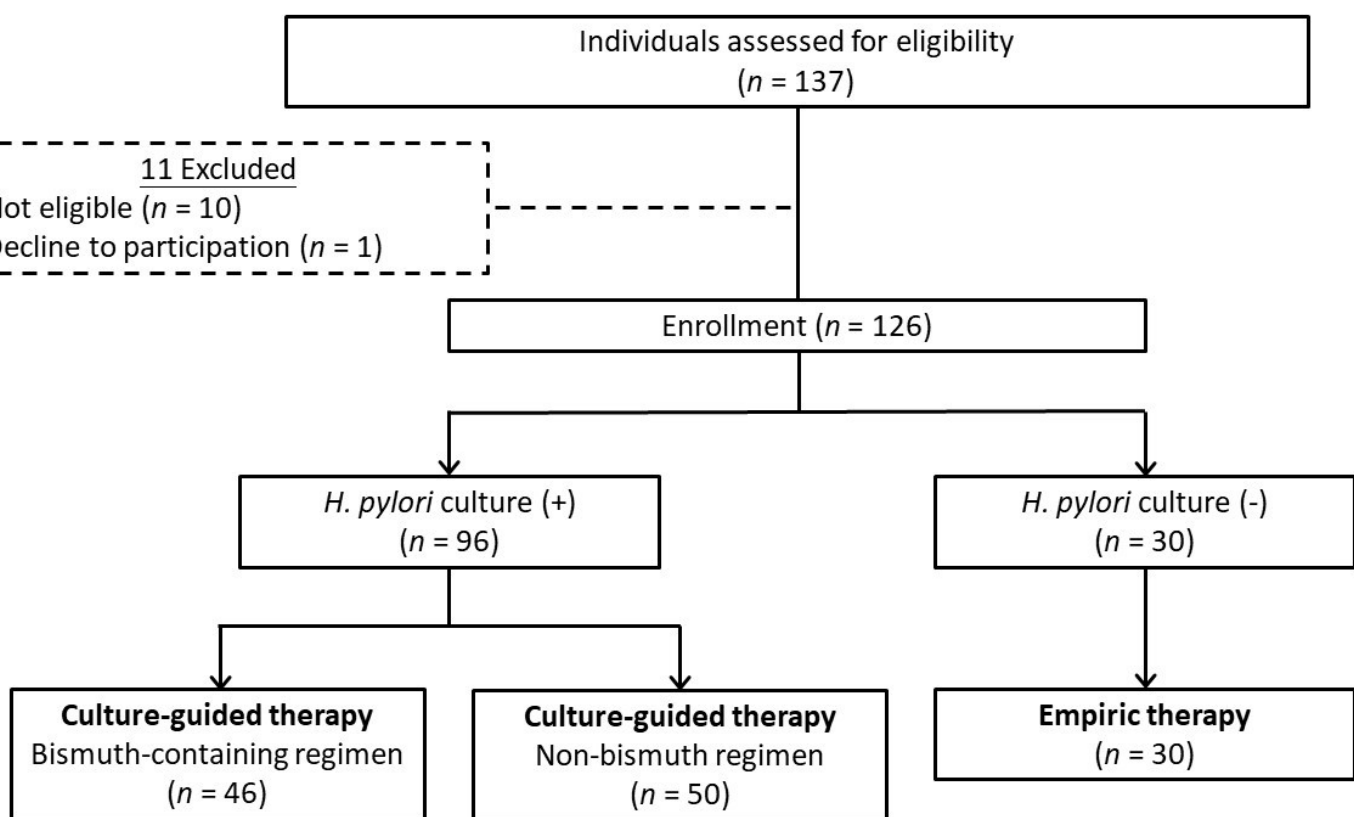 Individuals assessed for eligibility
(n = 137)
11 Excluded
ot eligible (n = 10)
ecline to participation (n = 1)
Enrollment (n = 126)
H. pylori culture (+)
(n = 96)
H. pylori culture (-)
(n = 30)
Culture-guided therapy
Bismuth-containing regimen
(n = 46)
Culture-guided therapy
Non-bismuth regimen
(n = 50)
Empiric therapy
(n = 30)